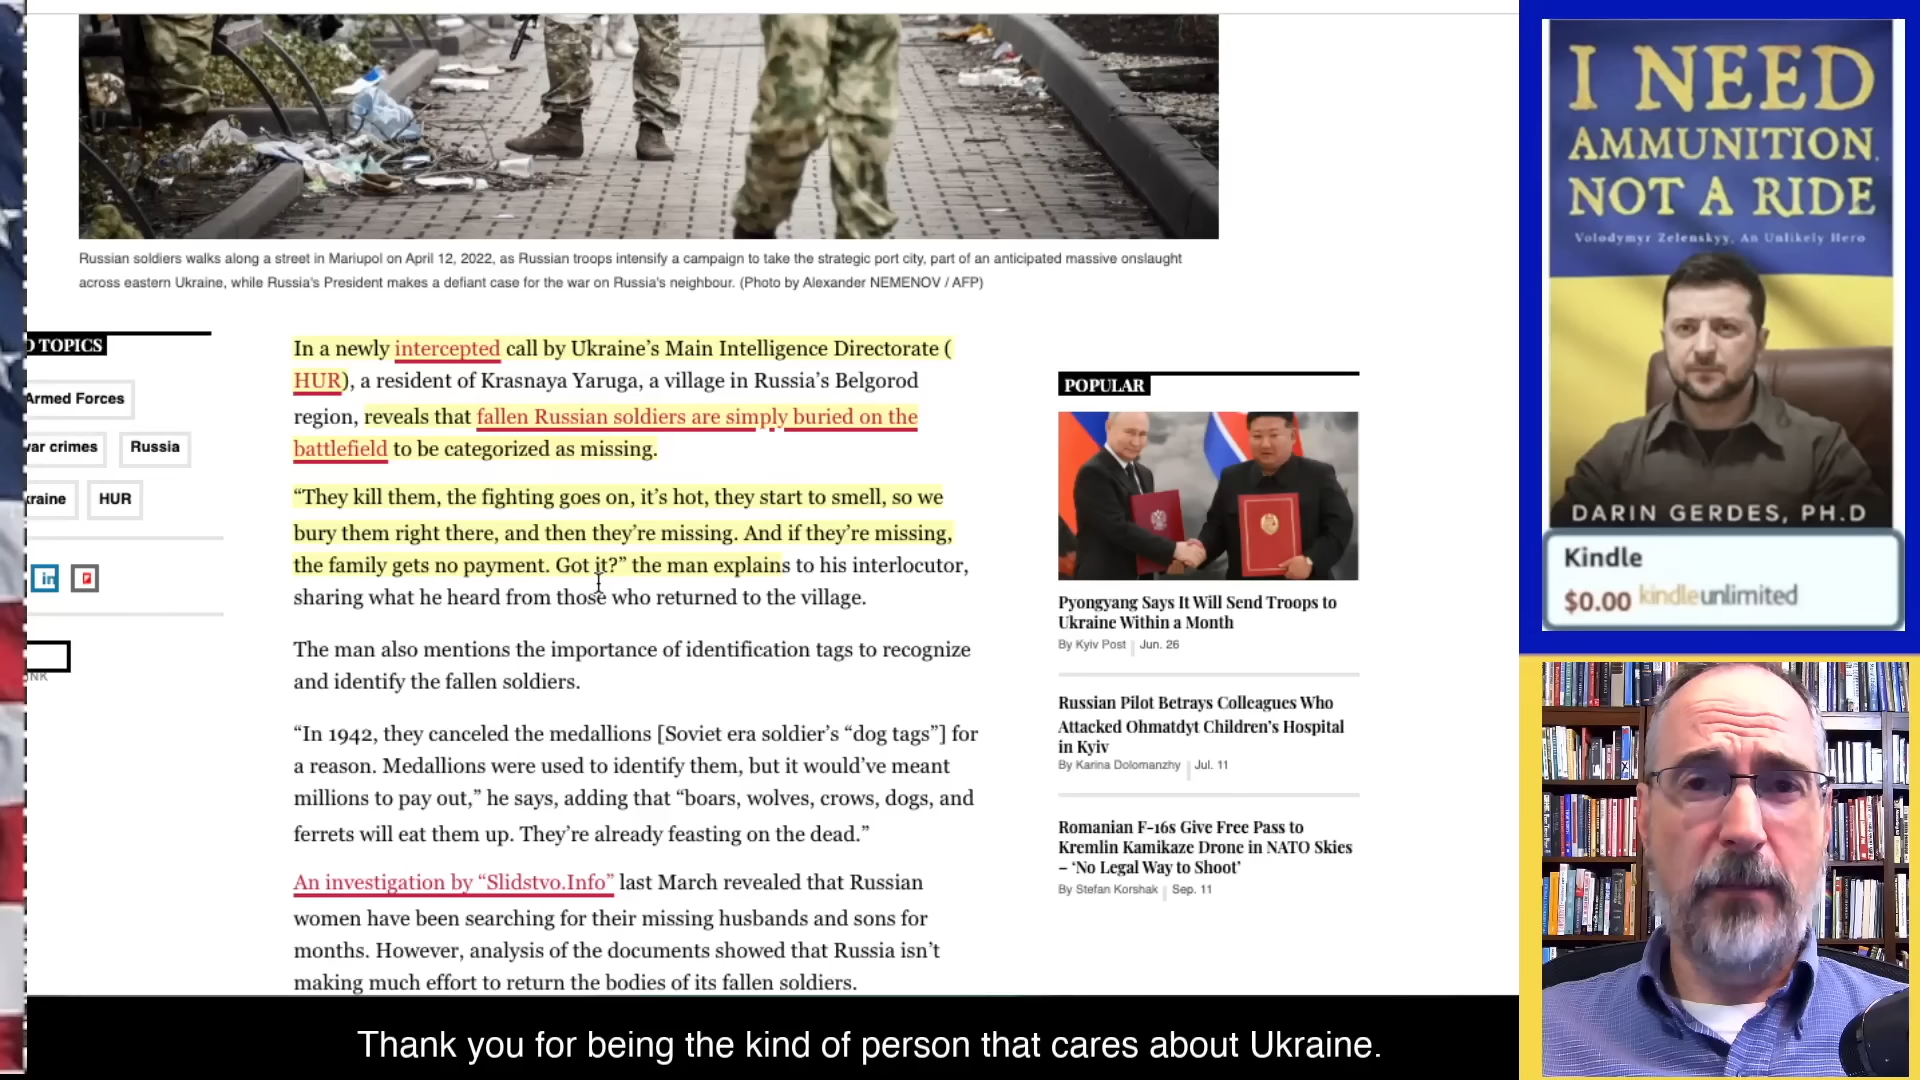 Russian soldiers walks along a street in Mariupol on April 12, 2022, as Russian troops intensify a campaign to take the strategic port city, part of an anticipated massive onslaught
across eastern Ukraine, while Russia's President makes a defiant case for the war on Russia's neighbour. (Photo by Alexander NEMENOV / AFP)
TOPICS
Armed Forces
war crimes
Russia
kraine
HUR
in
NK
In a newly intercepted call by Ukraine’s Main Intelligence Directorate (
HUR), a resident of Krasnaya Yaruga, a village in Russia’s Belgorod
region, reveals that fallen Russian soldiers are simply buried on the
battlefield to be categorized as missing.
“They kill them, the fighting goes on, it’s hot, they start to smell, so we
bury them right there, and then they’re missing. And if they’re missing,
the family gets no payment. Got it?” the man explains to his interlocutor,
sharing what he heard from those who returned to the village.
The man also mentions the importance of identification tags to recognize
and identify the fallen soldiers.
“In 1942, they canceled the medallions [Soviet era soldier’s “dog tags”] for
a reason. Medallions were used to identify them, but it would’ve meant
millions to pay out,” he says, adding that “boars, wolves, crows, dogs, and
ferrets will eat them up. They’re already feasting on the dead.”
An investigation by “Slidstvo.Info” last March revealed that Russian
women have been searching for their missing husbands and sons for
months. However, analysis of the documents showed that Russia isn’t
making much effort to return the bodies of its fallen soldiers.
POPULAR
Pyongyang Says It Will Send Troops to
Ukraine Within a Month
By Kyiv Post | Jun. 26
Russian Pilot Betrays Colleagues Who
Attacked Ohmatdyt Children’s Hospital
in Kyiv
By Karina Dolomanzhy | Jul. 11
Romanian F-16s Give Free Pass to
Kremlin Kamikaze Drone in NATO Skies
– ‘No Legal Way to Shoot’
By Stefan Korshak | Sep. 11
I NEED
AMMUNITION,
NOT A RIDE
Volodymyr Zelenskyy, An Unlikely Hero
DARIN GERDES, PH.D
Kindle
$0.00 kindleunlimited
Thank you for being the kind of person that cares about Ukraine.